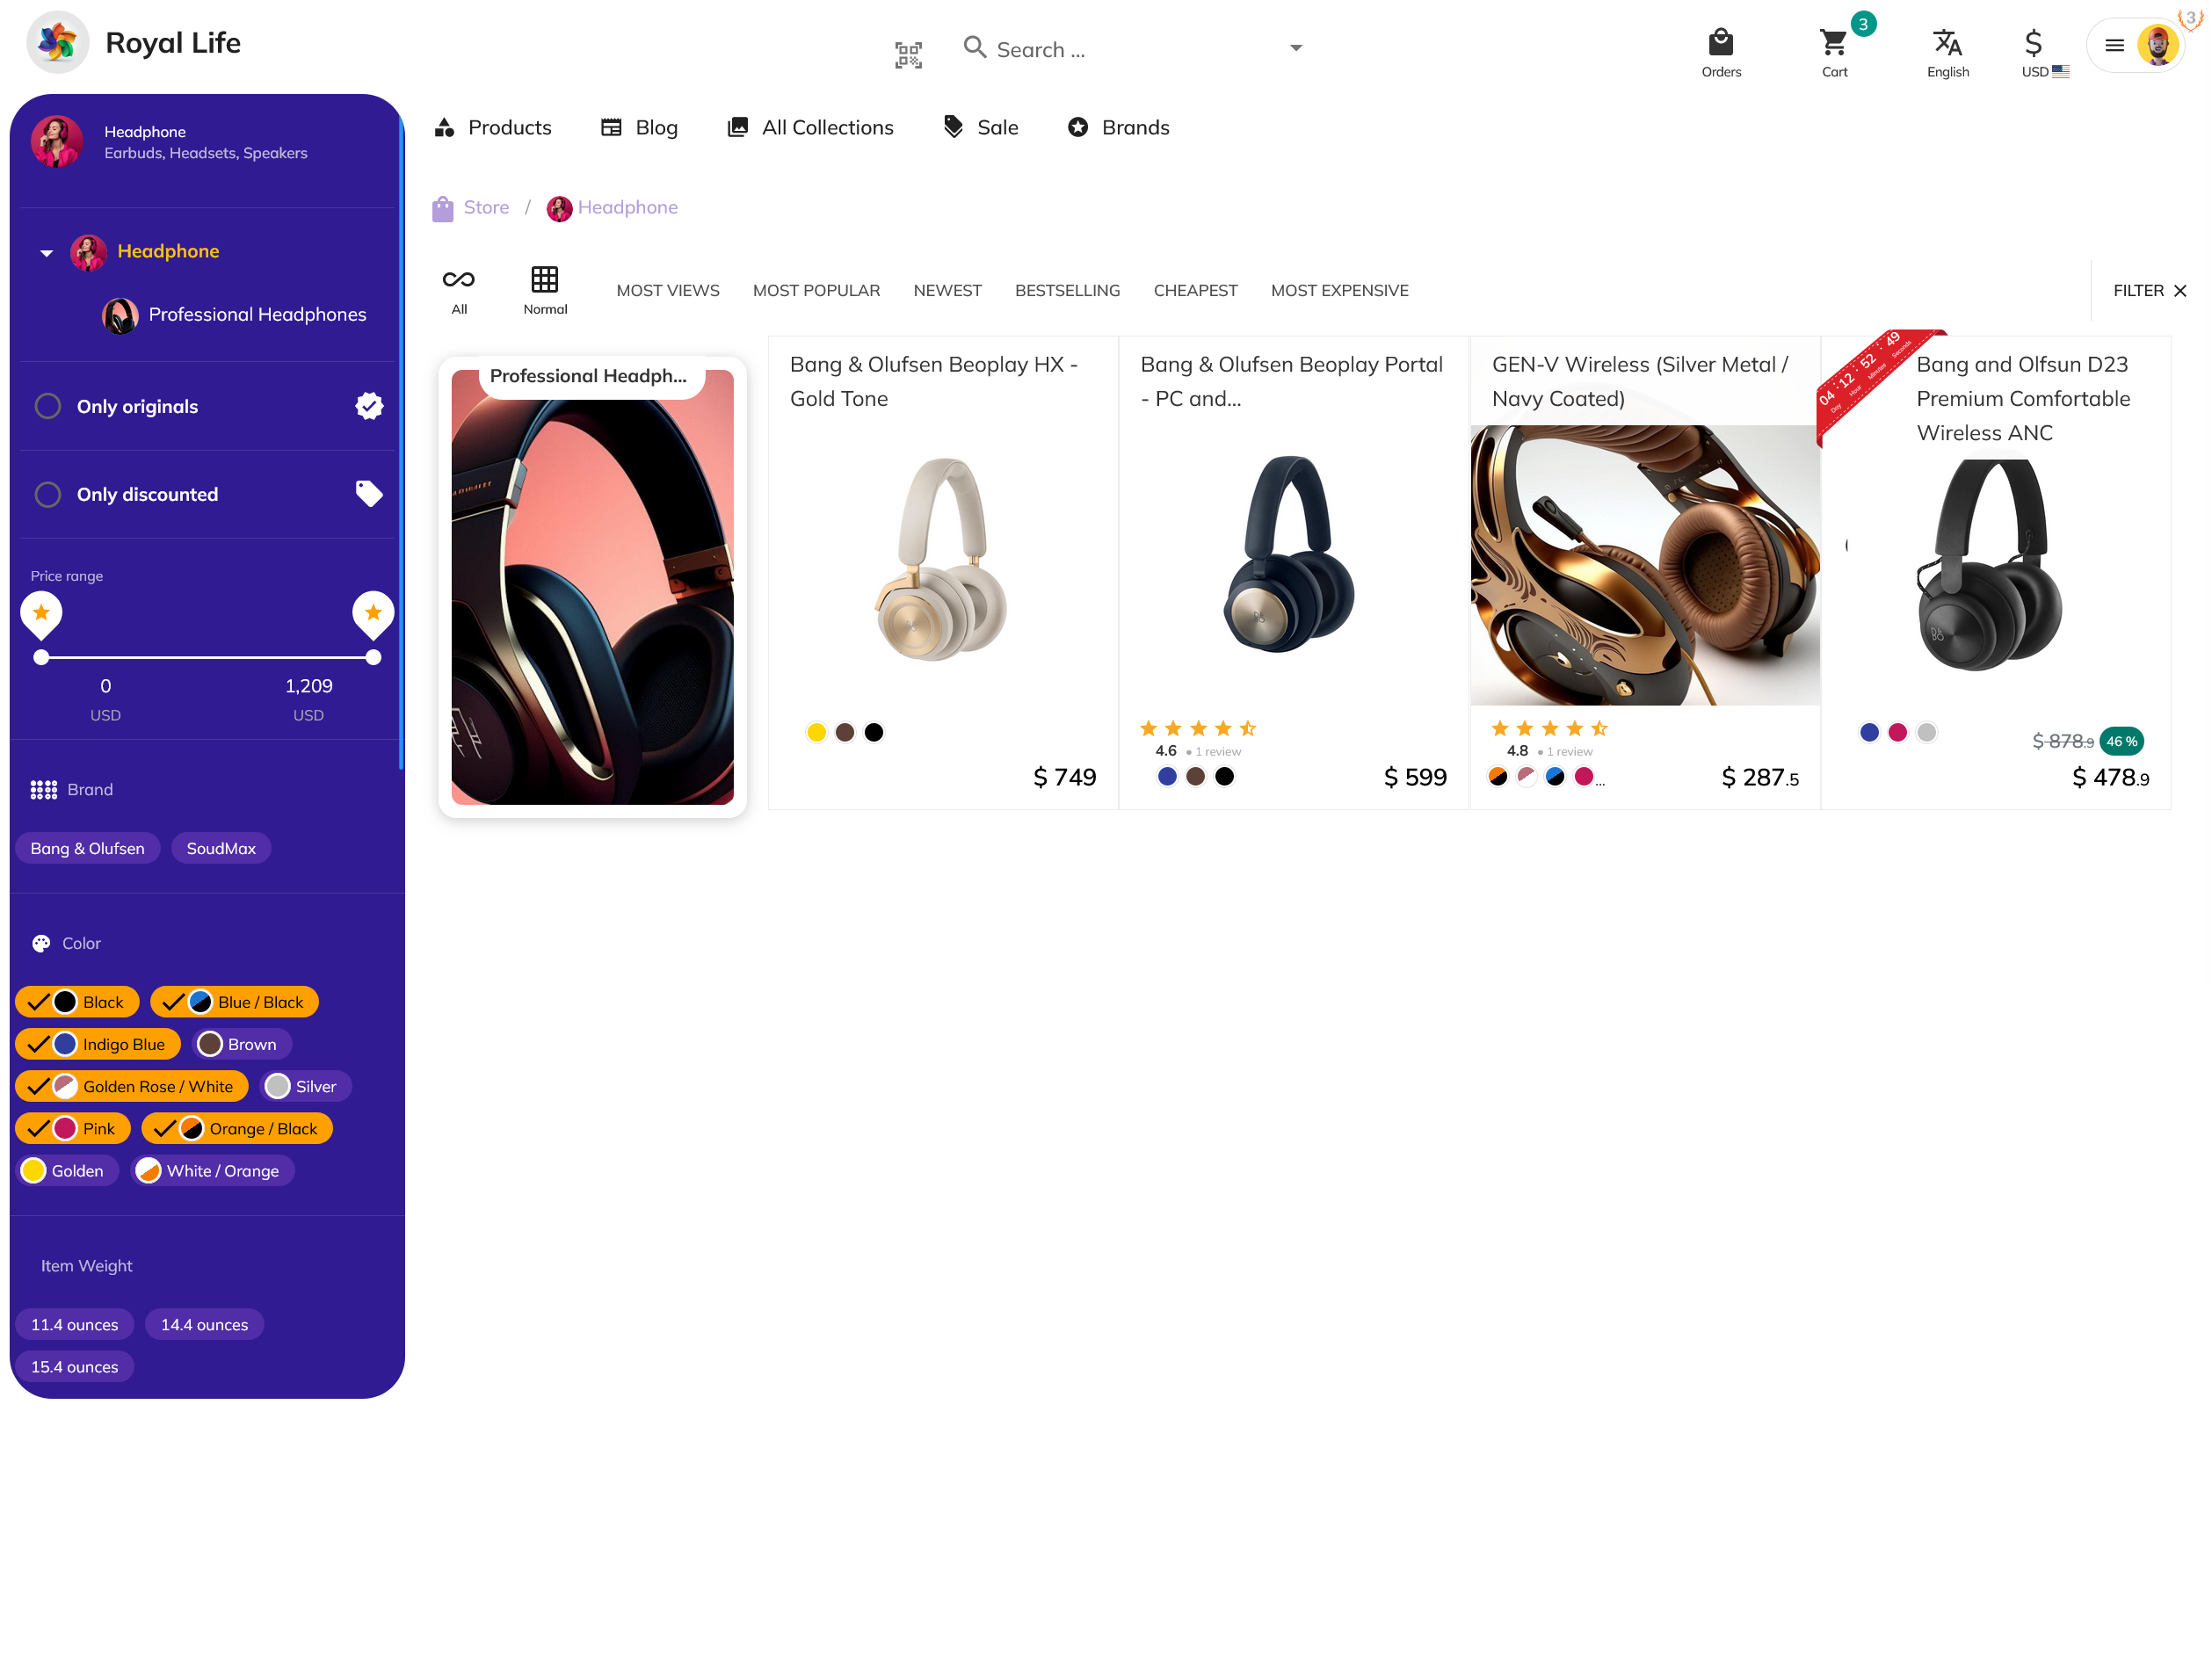 Royal Life
Search ...
Orders
3
Cart
English
USD
3
Headphone
Earbuds, Headsets, Speakers
Headphone
Professional Headphones
Only originals
Only discounted
Price range
0
USD
1,209
USD
Brand
Bang & Olufsen
SoudMax
Color
Black
Blue / Black
Indigo Blue
Brown
Golden Rose / White
Silver
Pink
Orange / Black
Golden
White / Orange
Item Weight
11.4 ounces
14.4 ounces
15.4 ounces
Products
Blog
All Collections
Sale
Brands
Store / Headphone
All
Normal
MOST VIEWS
MOST POPULAR
NEWEST
BESTSELLING
CHEAPEST
MOST EXPENSIVE
FILTER
Professional Headph...
Bang & Olufsen Beoplay HX -
Gold Tone
$ 749
Bang & Olufsen Beoplay Portal
- PC and...
4.6 • 1 review
$ 599
GEN-V Wireless (Silver Metal /
Navy Coated)
4.8 • 1 review
...
$ 287.5
04 : 12 : 52 : 49
Day Hour Minutes Seconds
Bang and Olfsun D23
Premium Comfortable
Wireless ANC
$ 878.9
46 %
$ 478.9